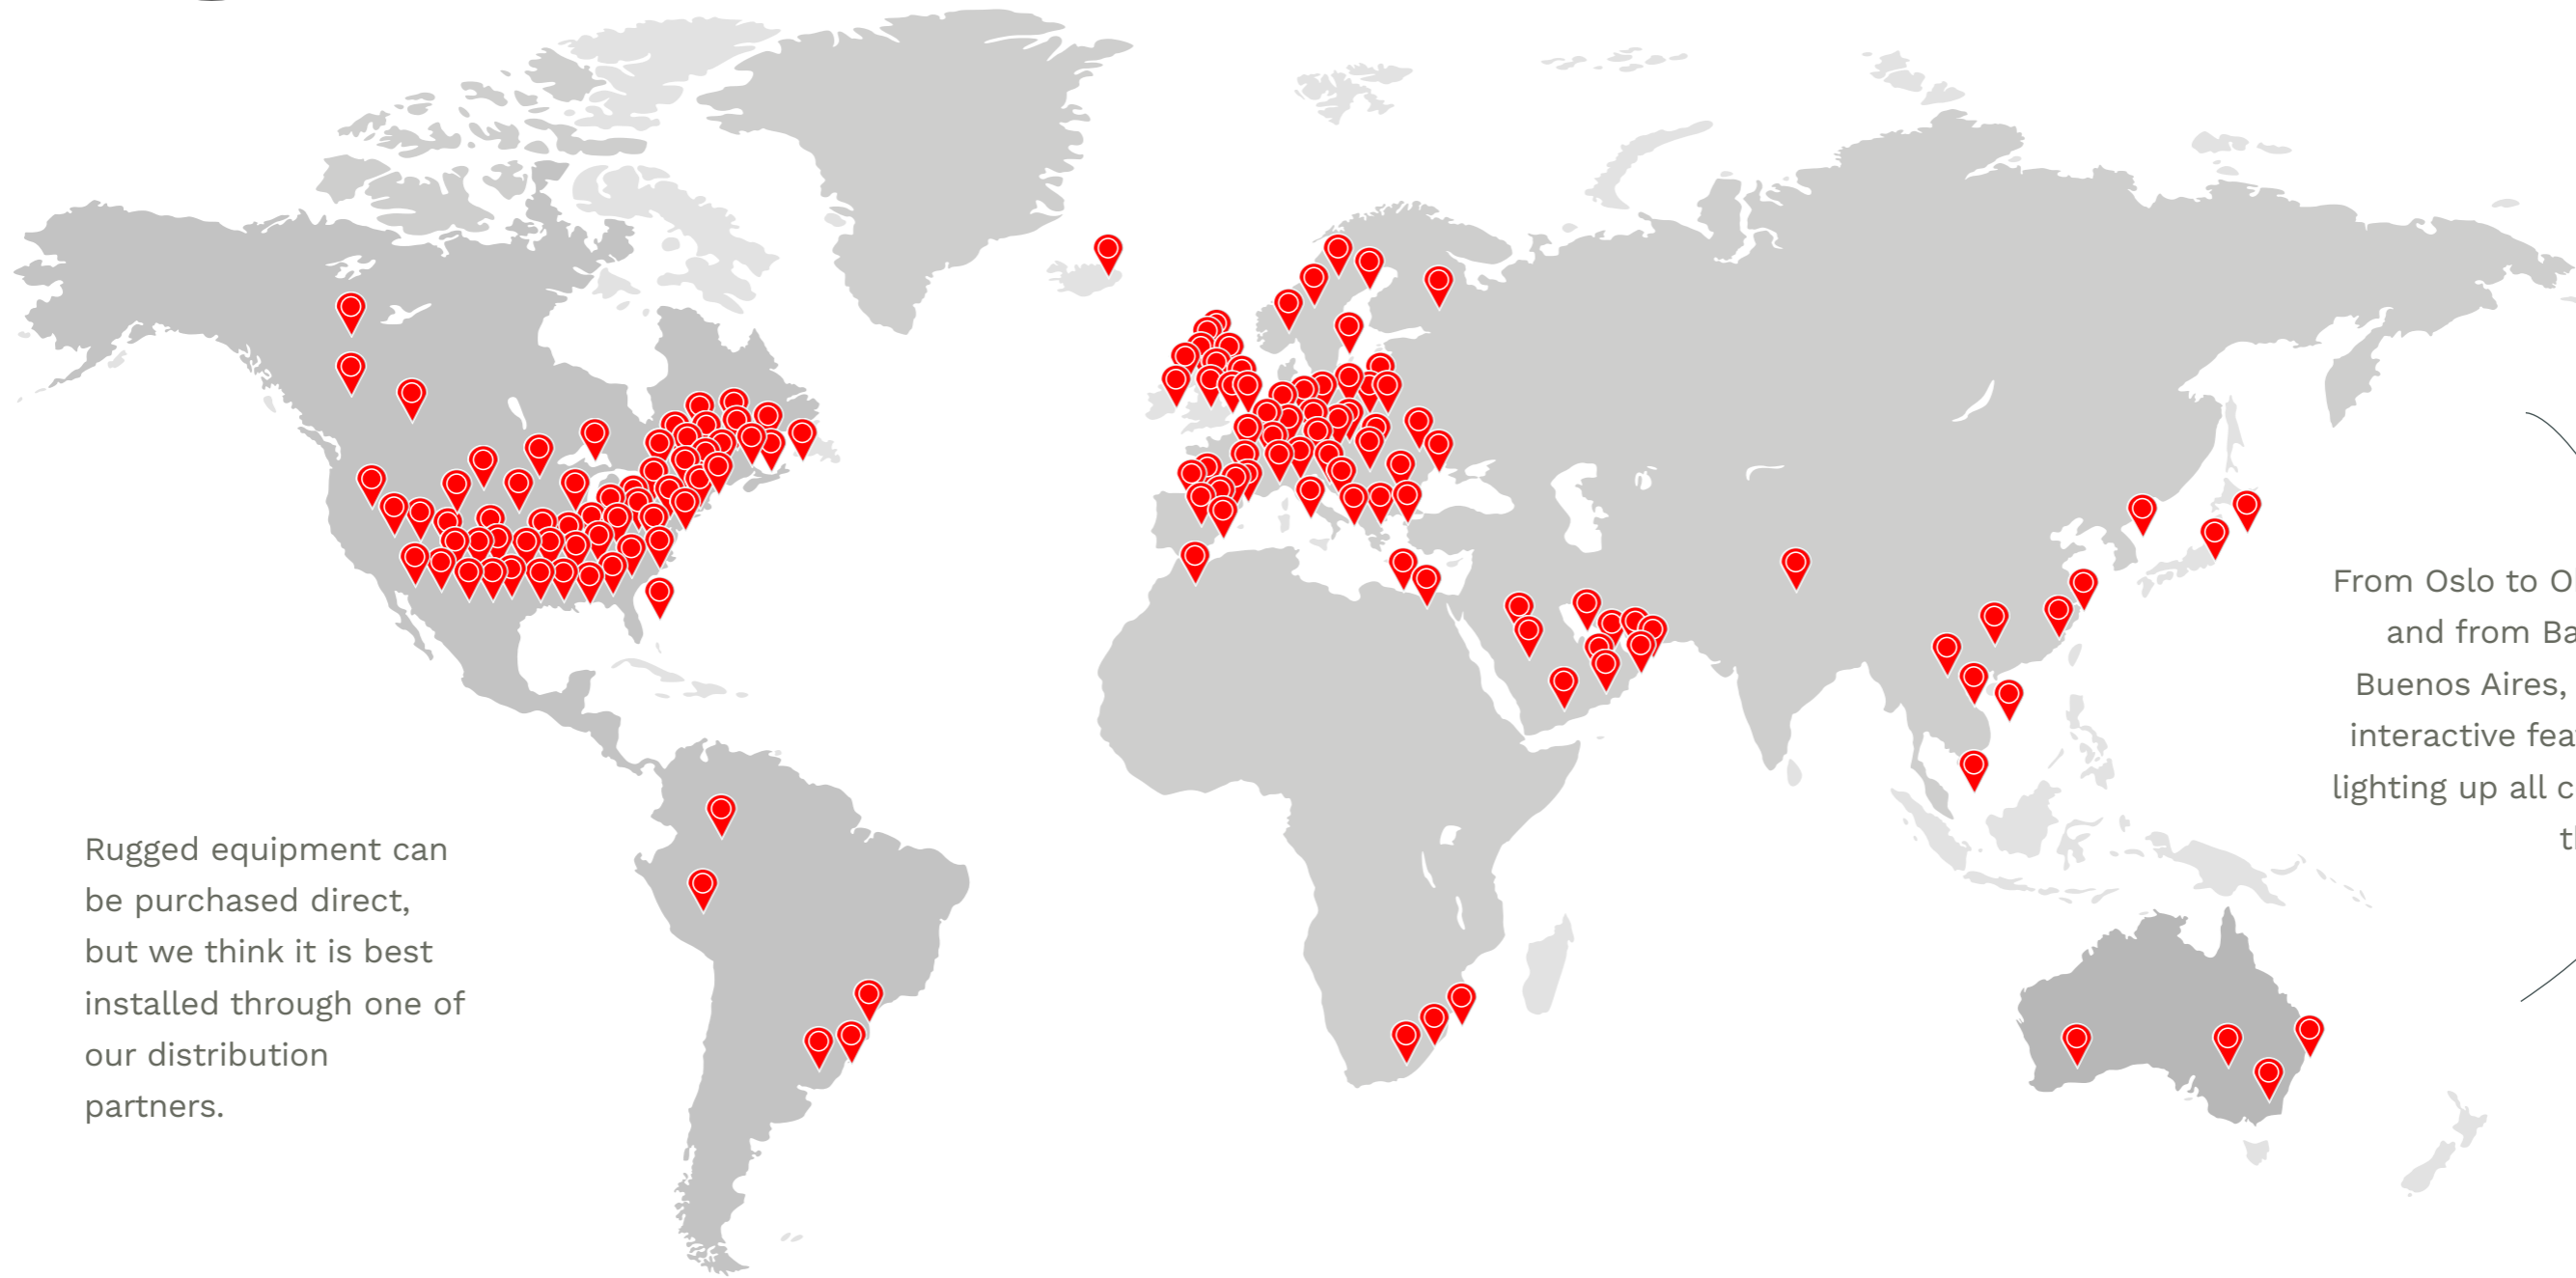 Rugged equipment can
be purchased direct,
but we think it is best
installed through one of
our distribution
partners.
From Oslo to
and from
Buenos Aires,
interactive
lighting up all